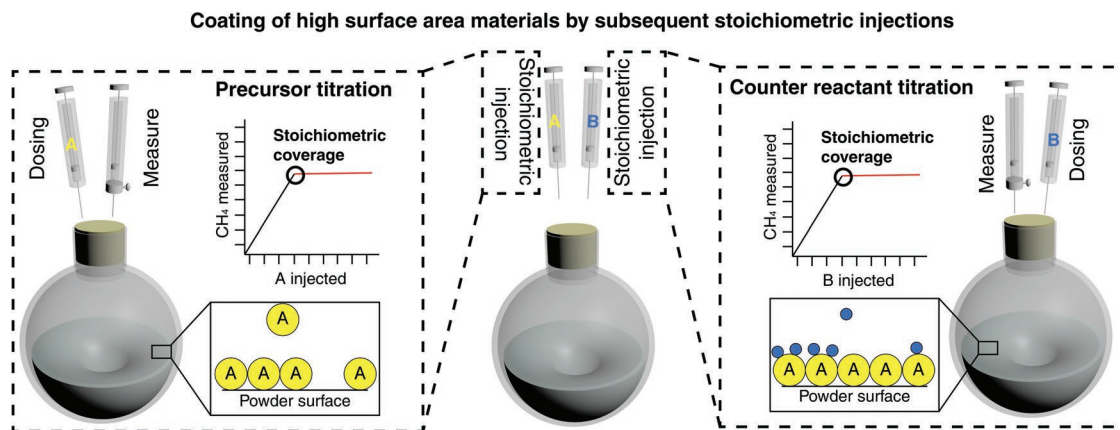 Coating of high surface area materials by subsequent stoichiometric injections
Precursor titration
Dosing
A
Measure
CH₄ measured
Stoichiometric
coverage
A injected
A
A
A
A
A
Powder surface
Stoichiometric
injection
A
B
Stoichiometric
injection
Counter reactant titration
CH₄ measured
Stoichiometric
coverage
B injected
Measure
B
Dosing
A
A
A
A
A
Powder surface